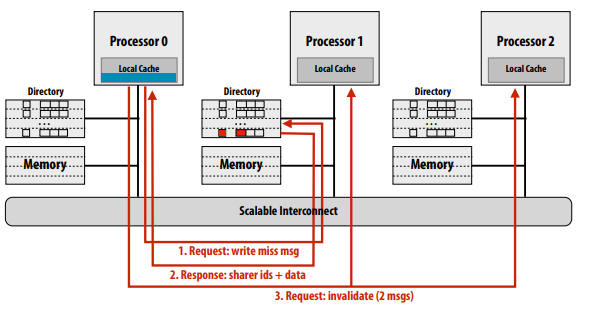 Processor 0
Processor 1
Processor 2
Local Cache
Local Cache
Local Cache
Directory
Directory
Directory
...
...
...
Memory
Memory
Memory
Scalable Interconnect
1. Request: write miss msg
2. Response: sharer ids + data
3. Request: invalidate (2 msgs)